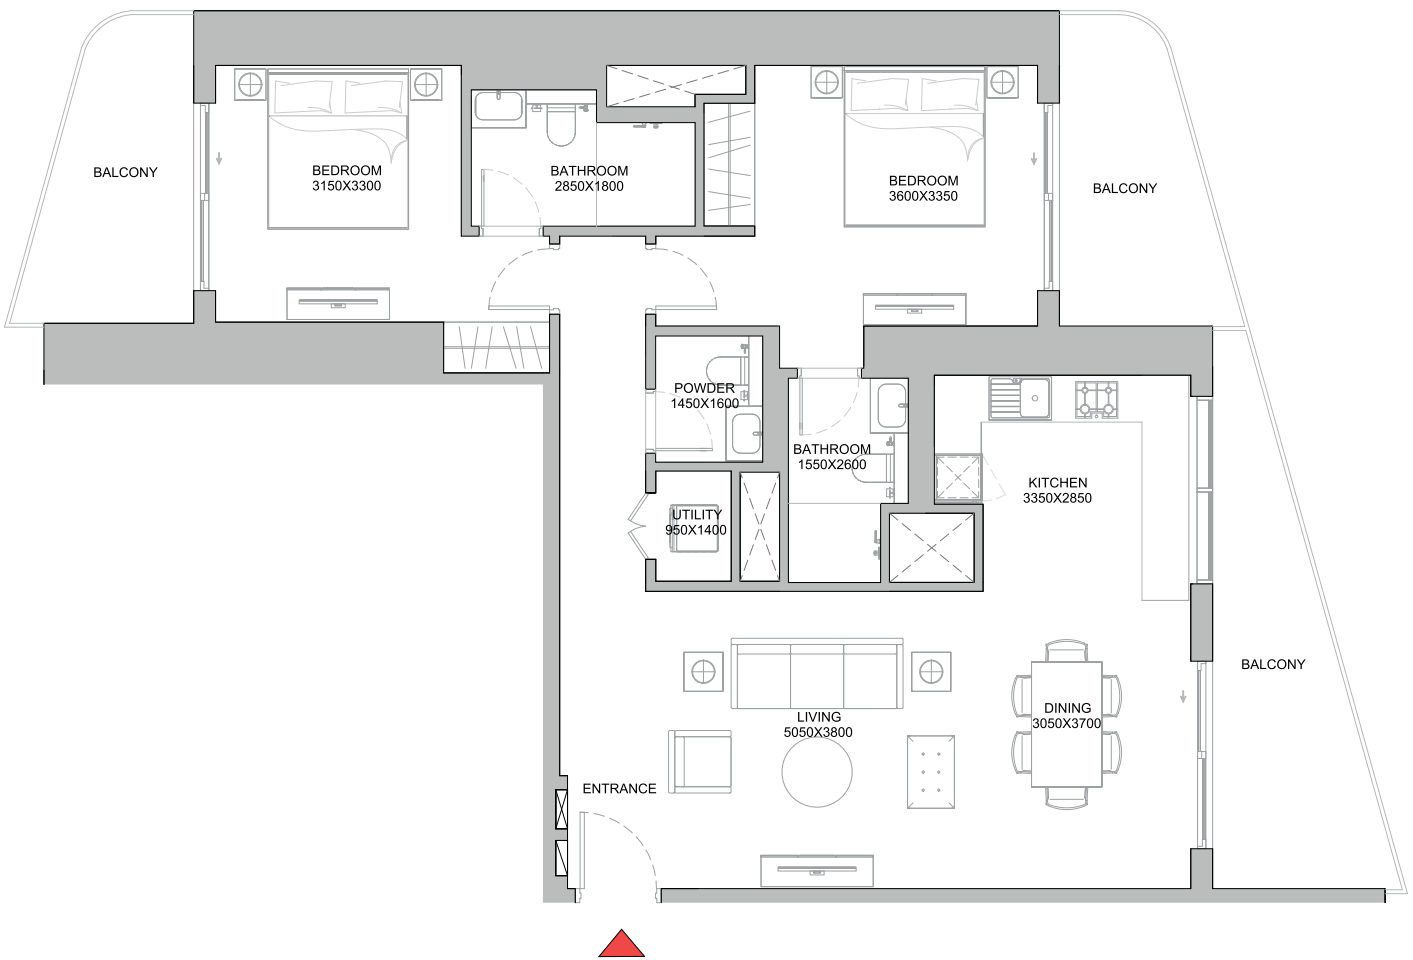 BALCONY
BEDROOM
3150X3300
BATHROOM
2850X1800
BEDROOM
3600X3350
BALCONY
POWDER
1450X1600
BATHROOM
1550X2600
KITCHEN
3350X2850
UTILITY
950X1400
BALCONY
LIVING
5050X3800
DINING
3050X3700
ENTRANCE